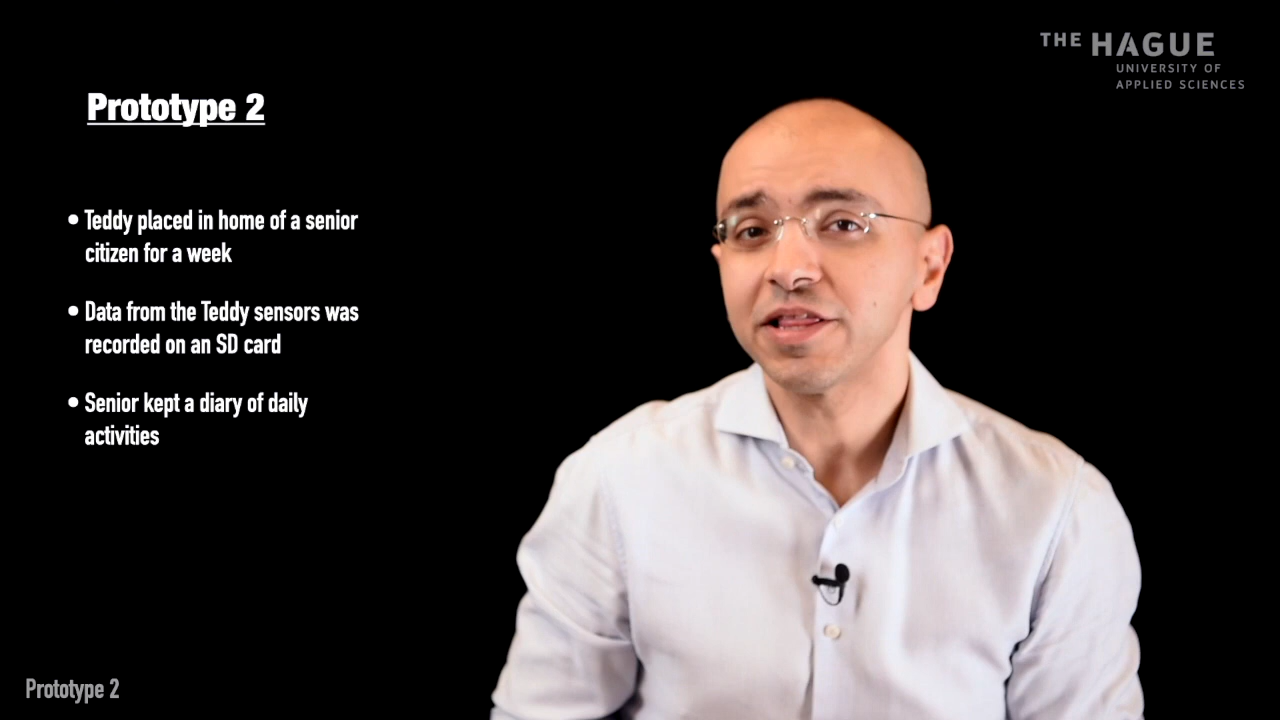 THE HAGUE
UNIVERSITY OF
APPLIED SCIENCES
Prototype 2
• Teddy placed in home of a senior
citizen for a week
• Data from the Teddy sensors was
recorded on an SD card
• Senior kept a diary of daily
activities
Prototype 2